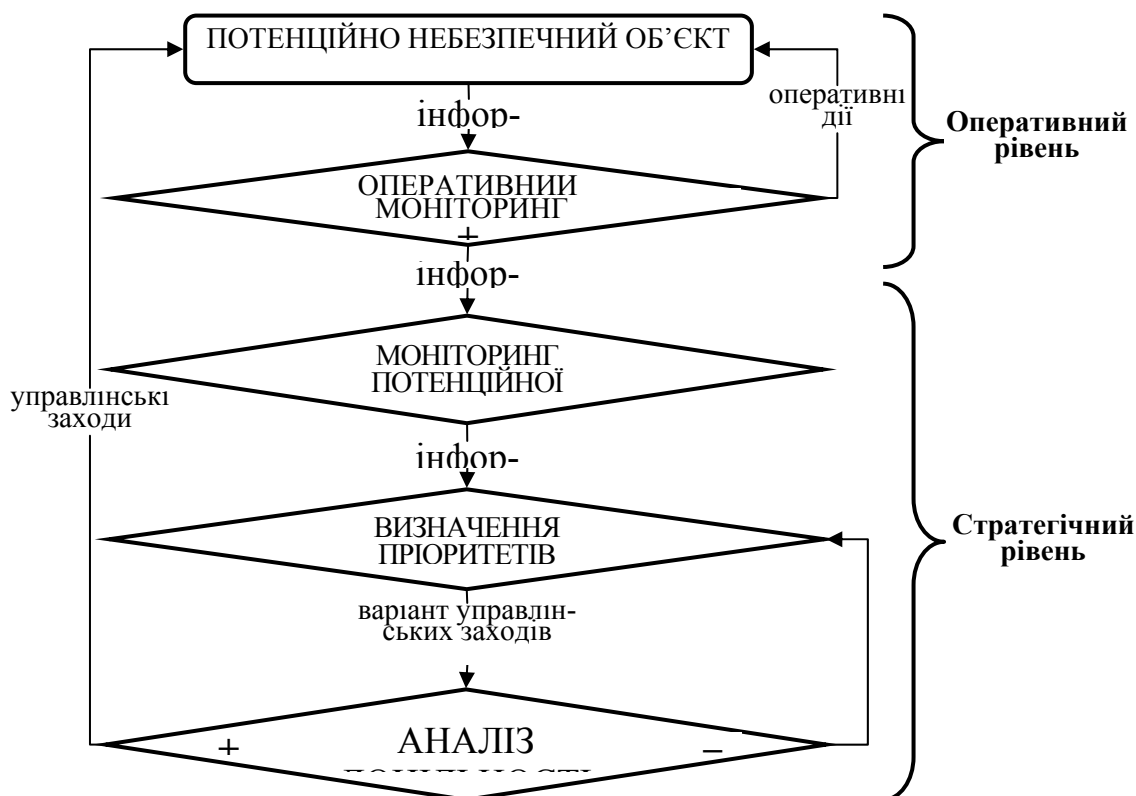 ПОТЕНЦІЙНО НЕБЕЗПЕЧНИЙ ОБ’ЄКТ
інфор-
оперативні
дії
Оперативний
рівень
ОПЕРАТИВНИЙ
МОНІТОРИНГ
+
інфор-
МОНІТОРИНГ
ПОТЕНЦІЙНОЇ
управлінські
заходи
інфор-
ВИЗНАЧЕННЯ
ПРІОРИТЕТІВ
Стратегічний
рівень
варіант управлін-
ських заходів
+ АНАЛІЗ –